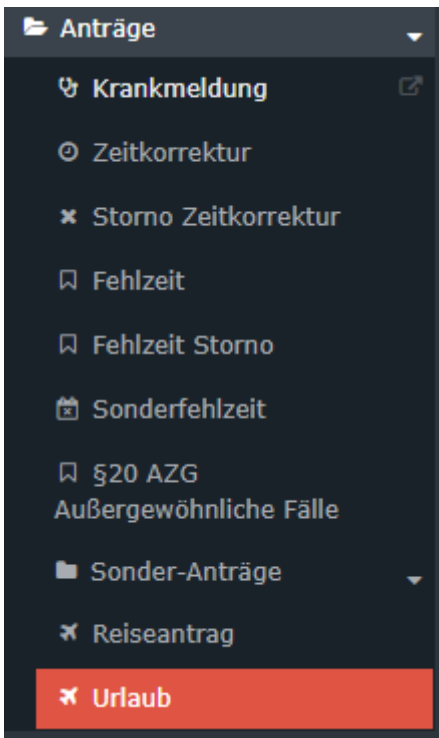 Anträge
Krankmeldung
Zeitkorrektur
Storno Zeitkorrektur
Fehlzeit
Fehlzeit Storno
Sonderfehlzeit
§20 AZG
Außergewöhnliche Fälle
Sonder-Anträge
Reiseantrag
Urlaub